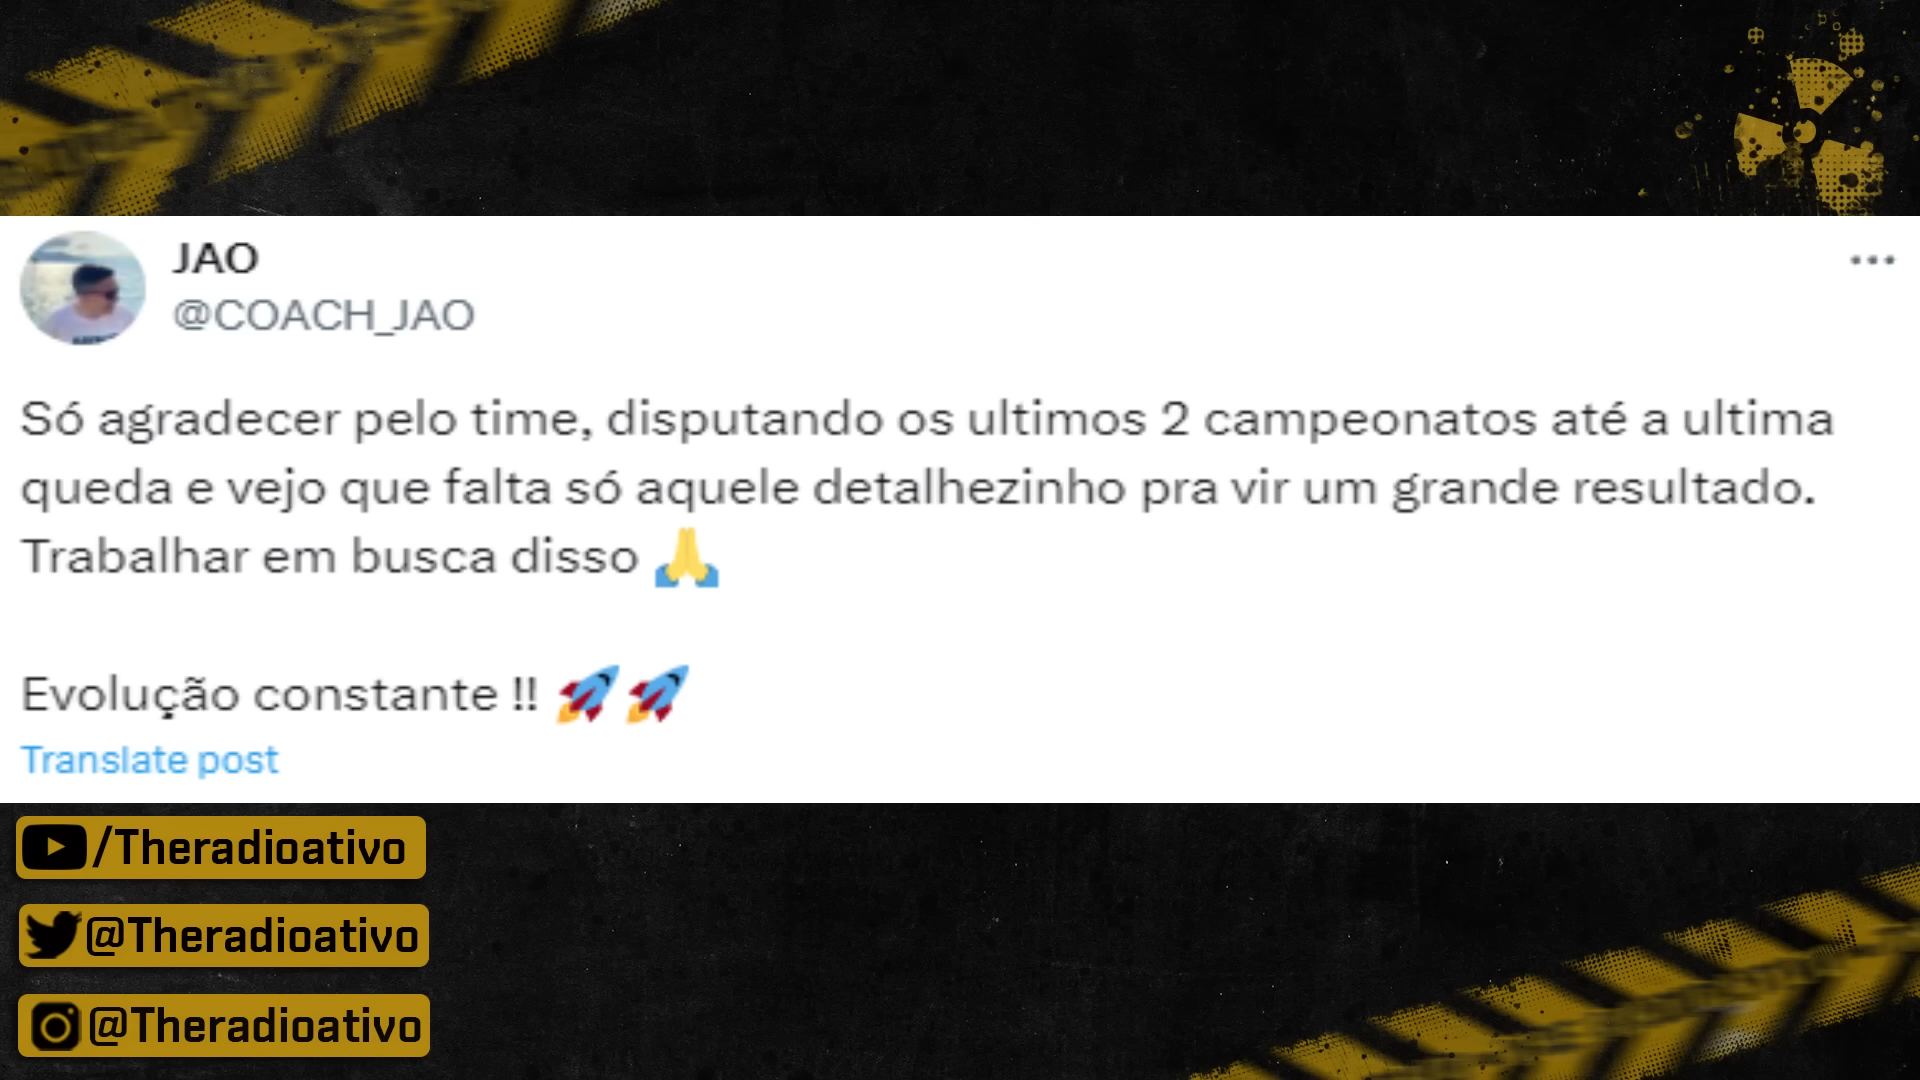 JAO
@COACH_JAO
Só agradecer pelo time, disputando os ultimos 2 campeonatos até a ultima
queda e vejo que falta só aquele detalhezinho pra vir um grande resultado.
Trabalhar em busca disso 🙏
Evolução constante !! 🚀🚀
Translate post
/Theradioativo
@Theradioativo
@Theradioativo